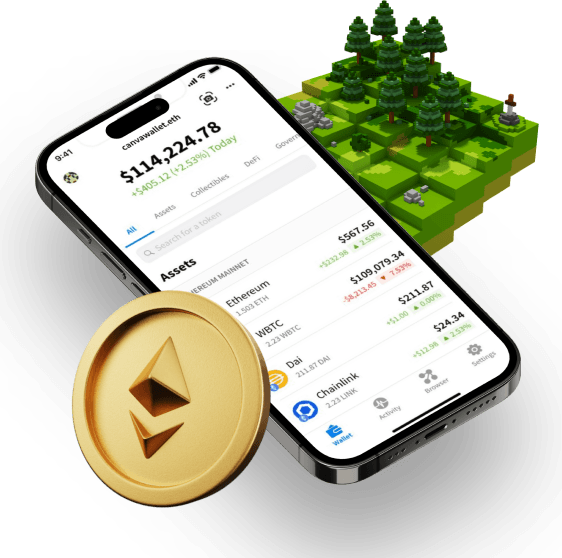 9:41
canvawallet.eth
$114,224.78
+$405.12 (+2.53%) Today
All Assets Collectibles DeFi
Search for a token
Assets
MAINNET
Ethereum $567.56
1.503 ETH +$232.98 ▲ 2.53%
WBTC $109,079.34
2.23 WBTC -$8,213.45 ▼ 7.53%
Dai $211.87
211.87 DAI +$1.00 ▲ 0.00%
Chainlink $24.34
2.23 LINK +$12.98 ▲ 2.53%
Wallet Activity Browser Settings